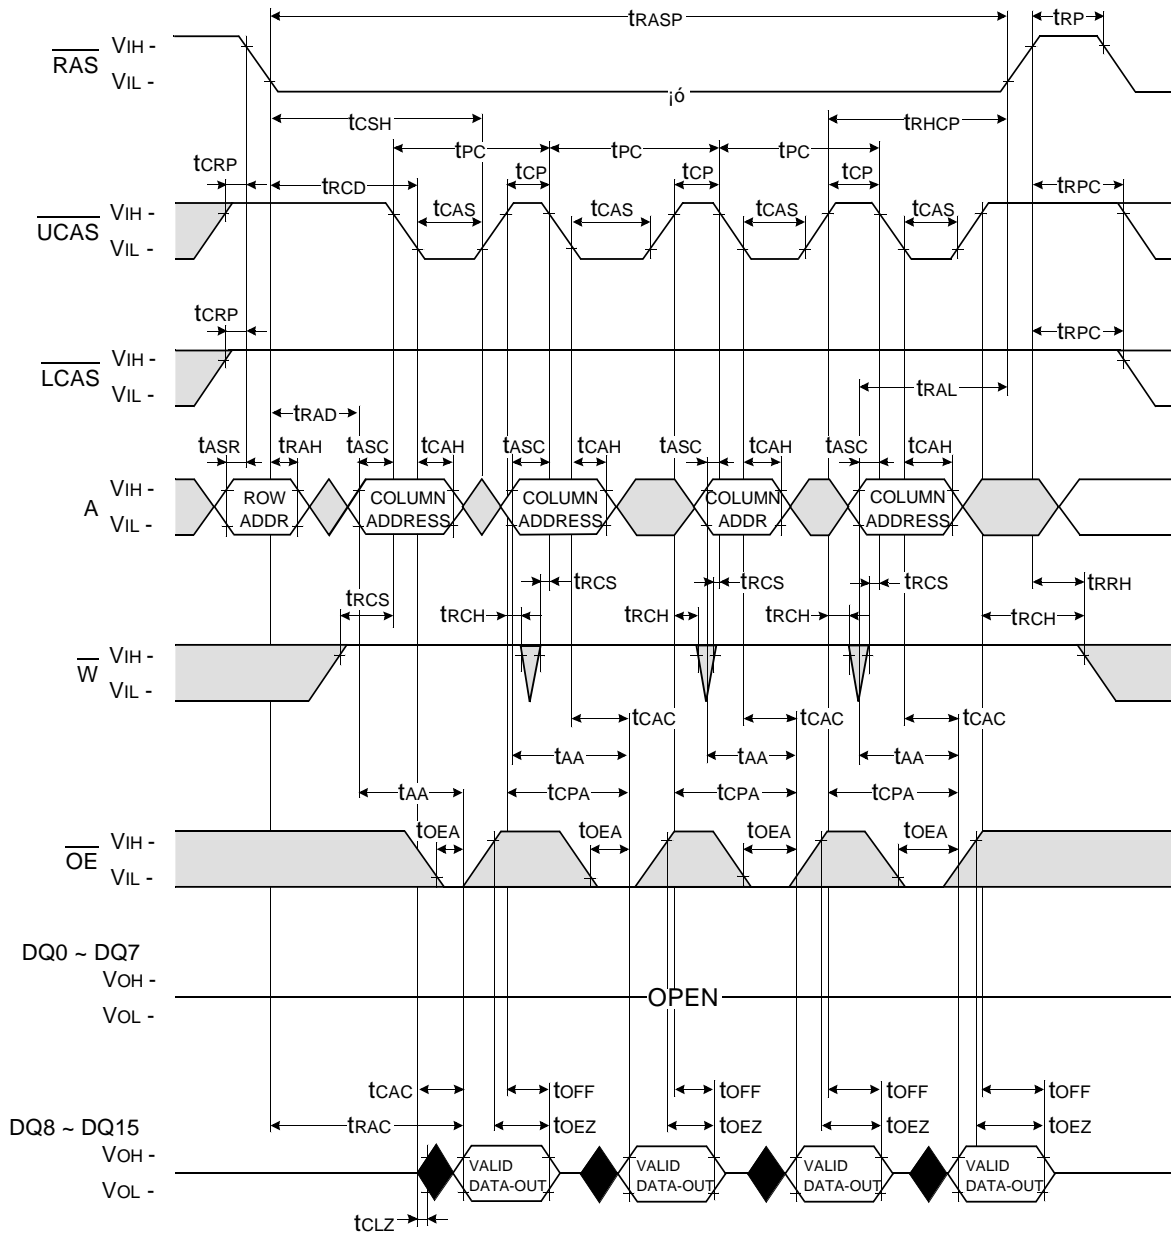 tRASP tRP
RAS VIH -
VIL -
¡ó
tCSH tRHCP
tPC tPC tPC
tCRP tCP tCP tCP
tRCD tRPC
tCAS tCAS tCAS tCAS
UCAS VIH -
VIL -
tCRP tRPC
LCAS VIH -
VIL -
tRAL
tRAD
tASR tRAH tASC tCAH tASC tCAH tASC tCAH tASC tCAH
A VIH -
VIL -
ROW
ADDR
COLUMN
ADDRESS
COLUMN
ADDRESS
COLUMN
ADDR
COLUMN
ADDRESS
tRCS tRCS tRCS tRRH
tRCS
tRCH tRCH tRCH tRCH
W VIH -
VIL -
tCAC tCAC tCAC
tAA tAA tAA
tAA tCPA tCPA tCPA
tOEA tOEA tOEA tOEA
OE VIH -
VIL -
DQ0 ~ DQ7
VOH -
OPEN
VOL -
tCAC tOFF tOFF tOFF tOFF
tRAC tOEZ tOEZ tOEZ tOEZ
DQ8 ~ DQ15
VOH -
VOL -
VALID
DATA-OUT
VALID
DATA-OUT
VALID
DATA-OUT
VALID
DATA-OUT
tCLZ